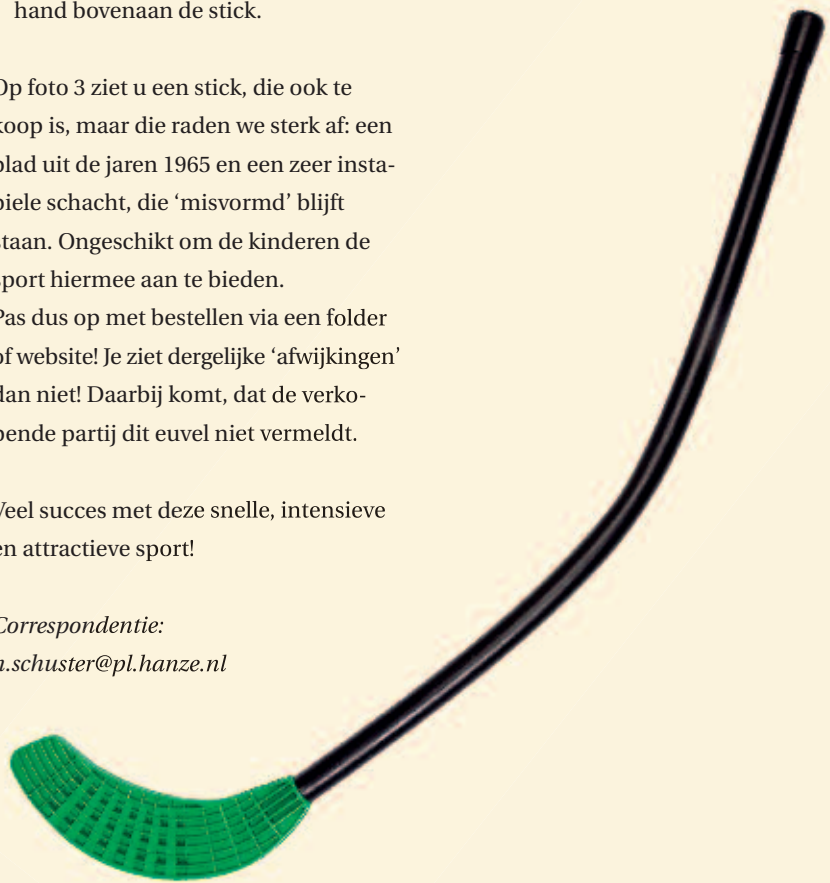 hand bovenaan de stick.
Op foto 3 ziet u een stick, die ook te
koop is, maar die raden we sterk af: een
blad uit de jaren 1965 en een zeer insta-
biele schacht, die ‘misvormd’ blijft
staan. Ongeschikt om de kinderen de
sport hiermee aan te bieden.
Pas dus op met bestellen via een folder
of website! Je ziet dergelijke ‘afwijkingen’
dan niet! Daarbij komt, dat de verko-
pende partij dit euvel niet vermeldt.
Veel succes met deze snelle, intensieve
en attractieve sport!
Correspondentie: